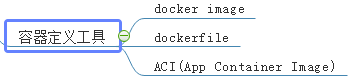 docker image
容器定义工具
dockerfile
ACI(App Container Image)